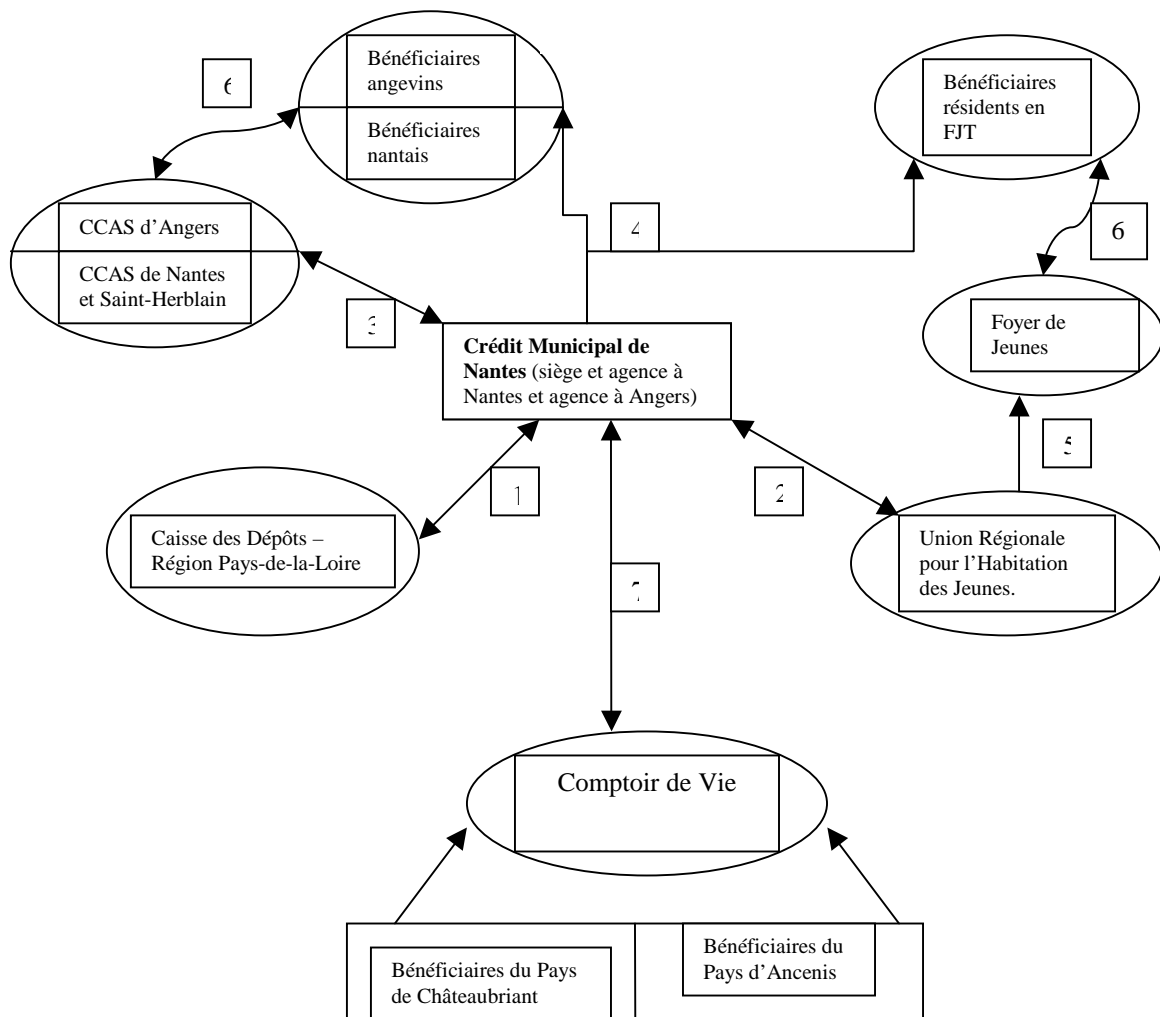 Bénéficiaires
angevins
Bénéficiaires
nantais
6
Bénéficiaires
résidents en
FJT
CCAS d’Angers
CCAS de Nantes
et Saint-Herblain
4
6
3
Foyer de
Jeunes
Crédit Municipal de
Nantes (siège et agence à
Nantes et agence à Angers)
5
1
2
Caisse des Dépôts –
Région Pays-de-la-Loire
Union Régionale
pour l’Habitation
des Jeunes.
7
Comptoir de Vie
Bénéficiaires du Pays
de Châteaubriant
Bénéficiaires du
Pays d’Ancenis